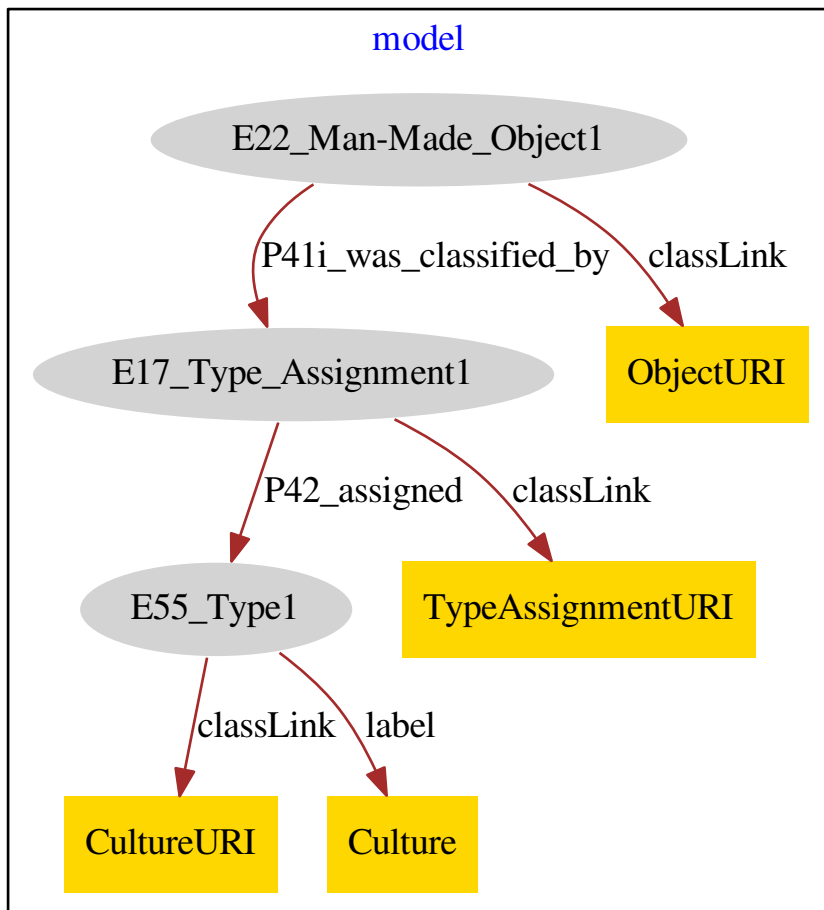 model
E22_Man-Made_Object1
P41i_was_classified_by
classLink
E17_Type_Assignment1
ObjectURI
P42_assigned
classLink
E55_Type1
TypeAssignmentURI
classLink
label
CultureURI
Culture